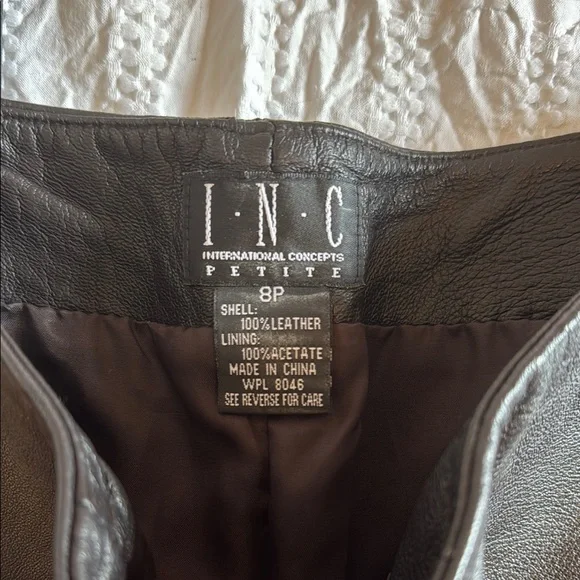 I·N·C
INTERNATIONAL CONCEPTS
PETITE
8P
SHELL:
100%LEATHER
LINING:
100%ACETATE
MADE IN CHINA
WPL 8046
SEE REVERSE FOR CARE